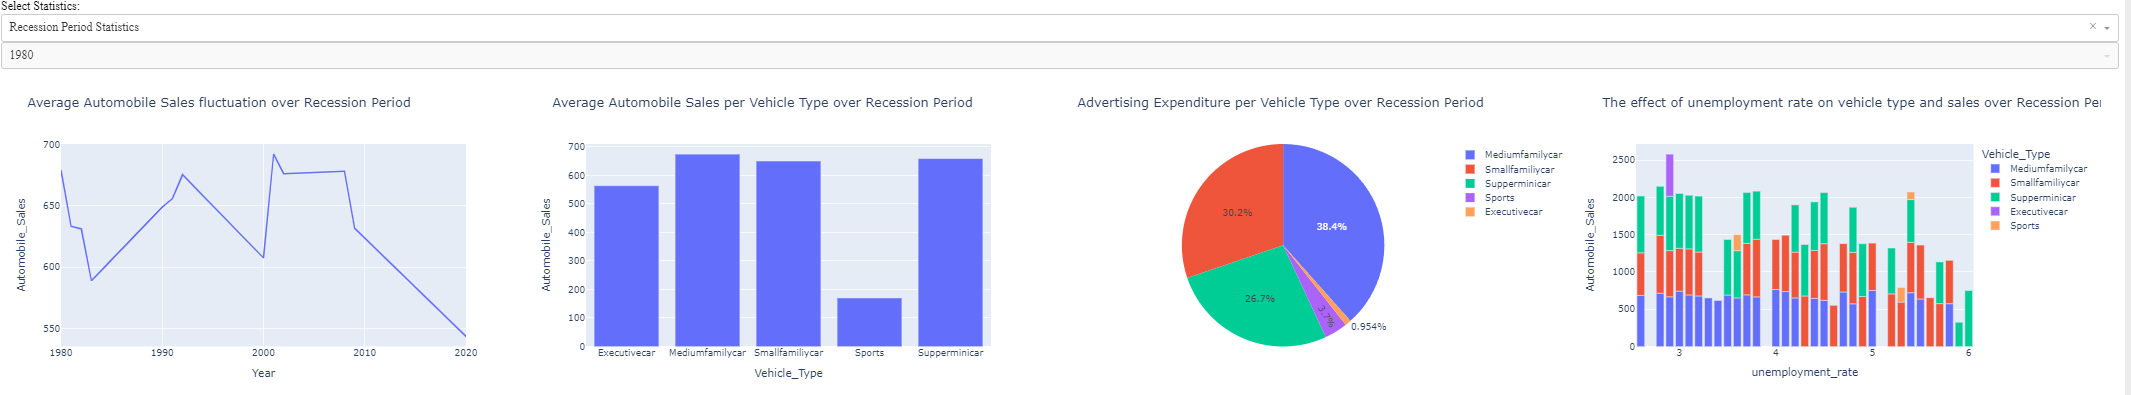 Select Statistics:
Recession Period Statistics
×
1980
Average Automobile Sales fluctuation over Recession Period
700
650
600
550
Automobile_Sales
1980
1990
2000
2010
2020
Year
Average Automobile Sales per Vehicle Type over Recession Period
700
600
500
400
300
200
100
0
Automobile_Sales
Executivecar
Mediumfamilycar
Smallfamiliycar
Sports
Supperminicar
Vehicle_Type
Advertising Expenditure per Vehicle Type over Recession Period
38.4%
30.2%
26.7%
3.7%
0.954%
Mediumfamilycar
Smallfamiliycar
Supperminicar
Sports
Executivecar
The effect of unemployment rate on vehicle type and sales over Recession Per
2500
2000
1500
1000
500
0
Automobile_Sales
3
4
5
6
unemployment_rate
Vehicle_Type
Mediumfamilycar
Smallfamiliycar
Supperminicar
Executivecar
Sports